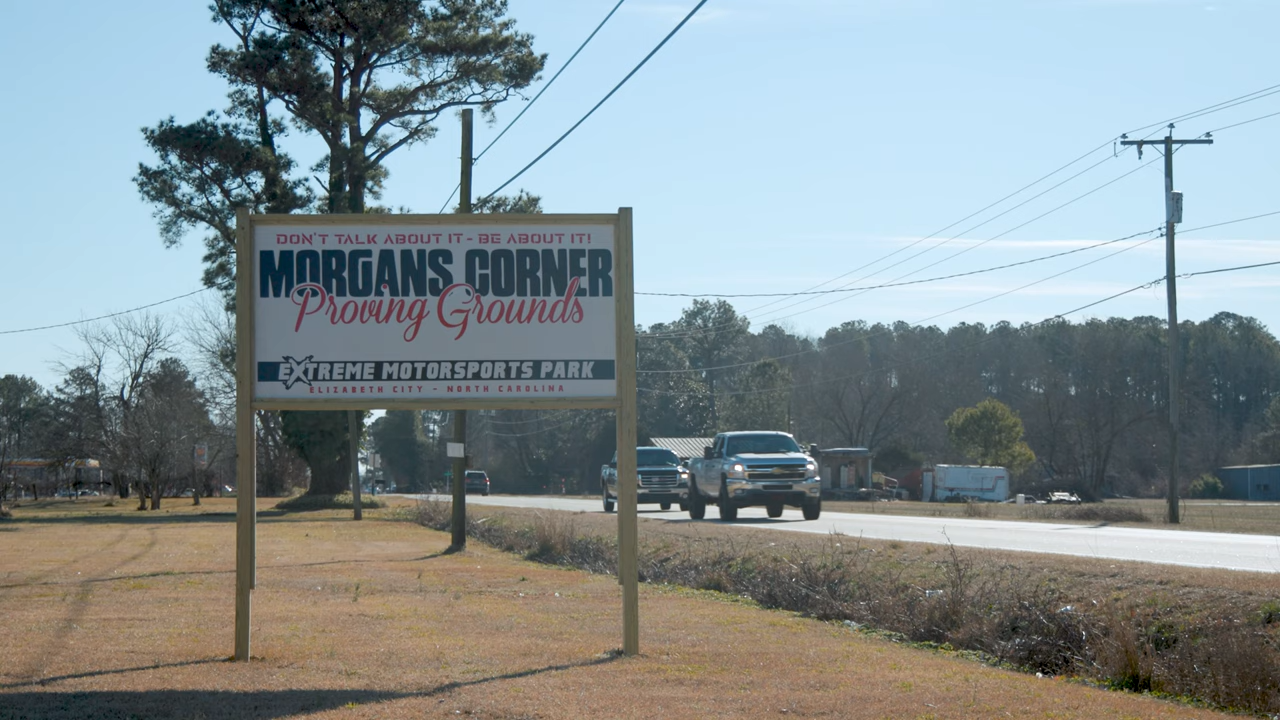 DON'T TALK ABOUT IT - BE ABOUT IT!
MORGANS CORNER
Proving Grounds
EXTREME MOTORSPORTS PARK
ELIZABETH CITY - NORTH CAROLINA